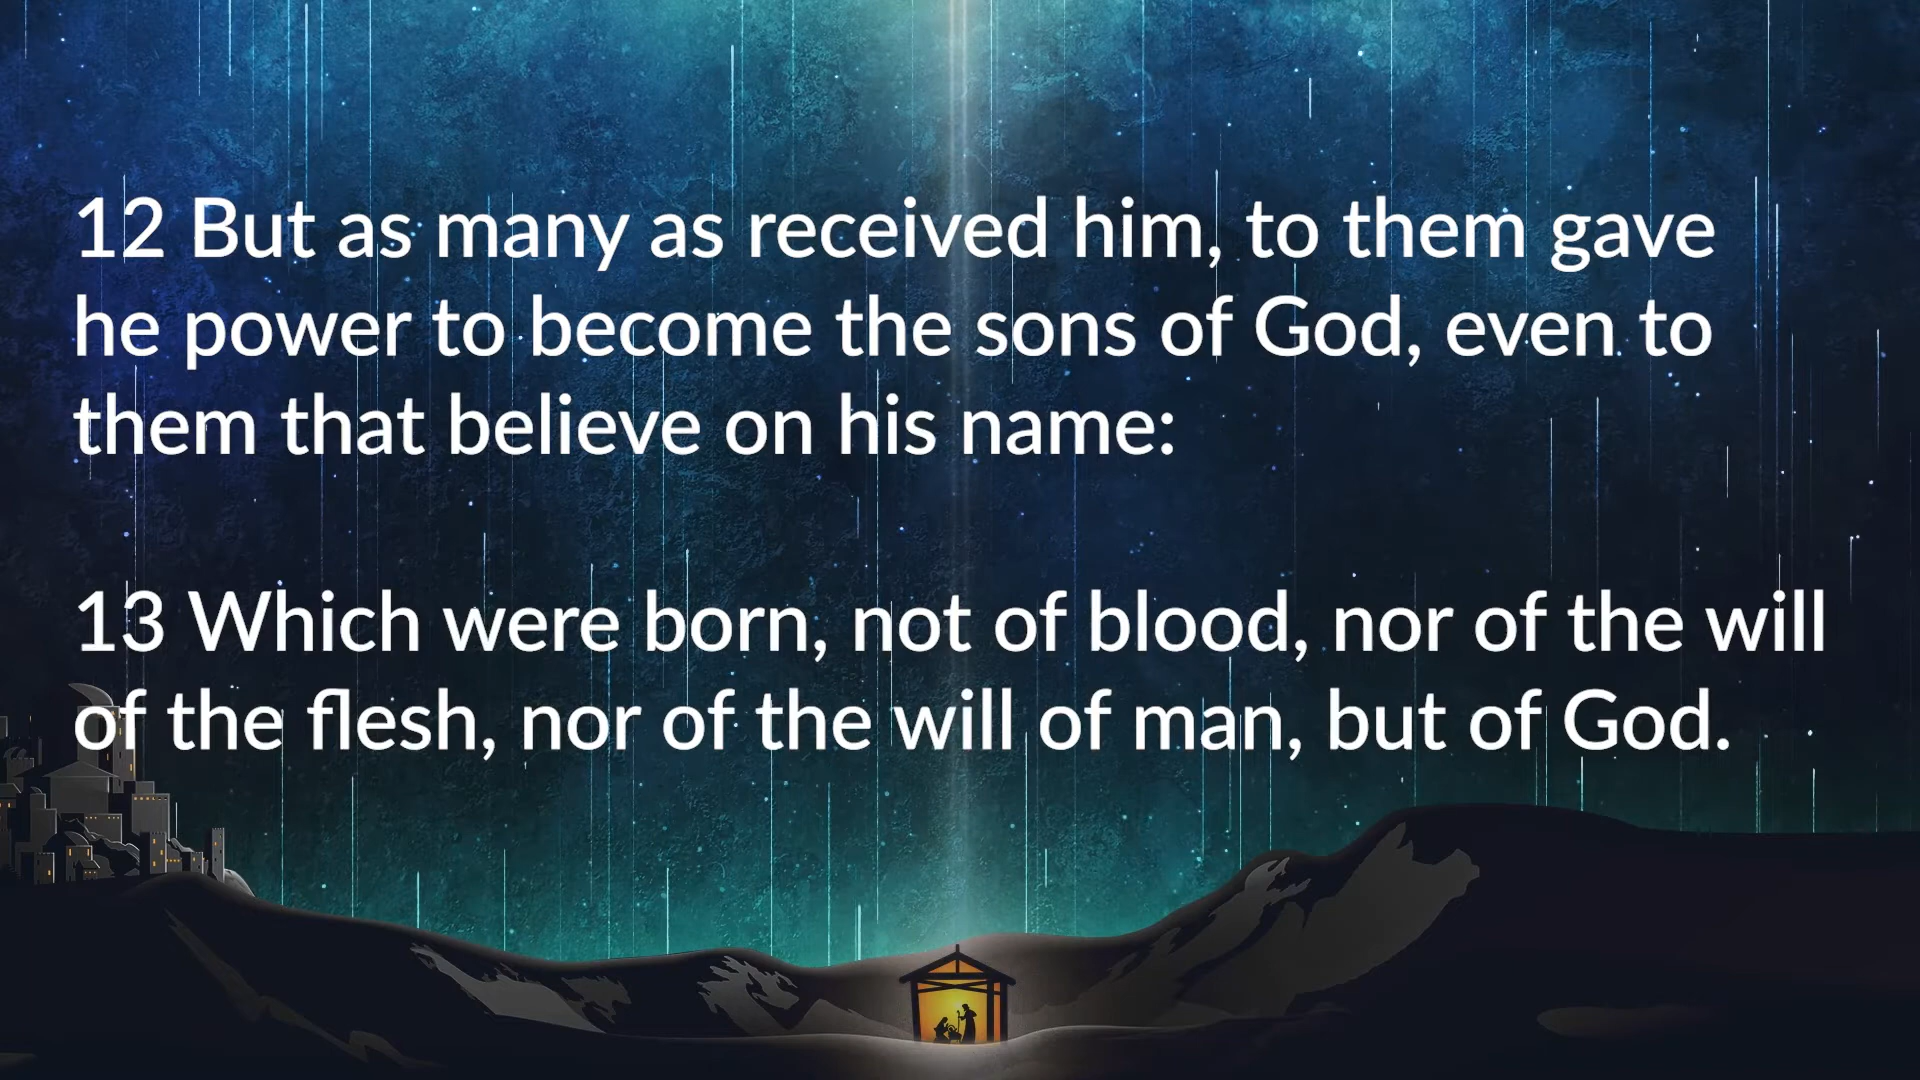 12 But as many as received him, to them gave
he power to become the sons of God, even to
them that believe on his name:
13 Which were born, not of blood, nor of the will
of the flesh, nor of the will of man, but of God.